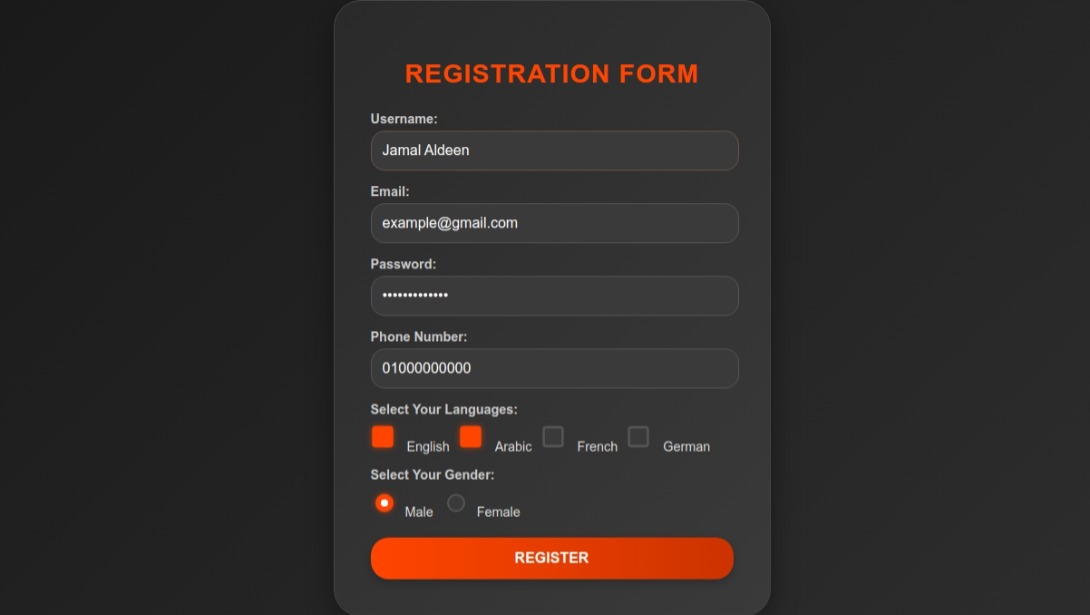 REGISTRATION FORM
Username:
Jamal Aldeen
Email:
example@gmail.com
Password:
•••••••••••••
Phone Number:
01000000000
Select Your Languages:
English Arabic French German
Select Your Gender:
Male Female
REGISTER